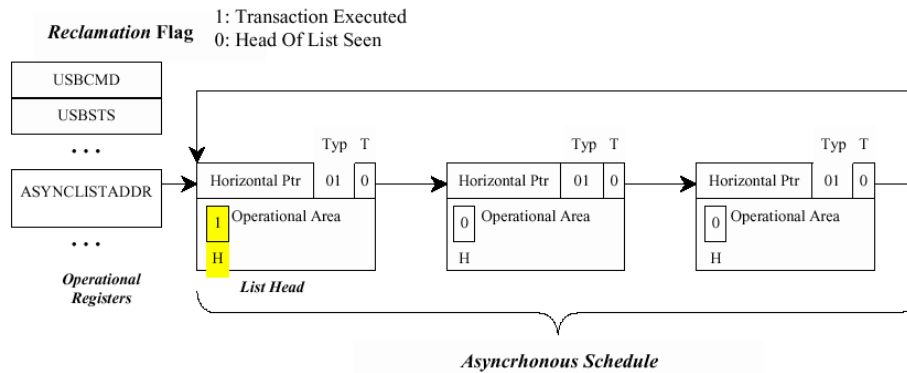 Reclamation Flag
1: Transaction Executed
0: Head Of List Seen
USBCMD
USBSTS
• • •
ASYNCLISTADDR
• • •
Operational
Registers
Typ T
Horizontal Ptr 01 0
1 Operational Area
H
List Head
Typ T
Horizontal Ptr 01 0
0 Operational Area
H
Typ T
Horizontal Ptr 01 0
0 Operational Area
H
Asyncrhonous Schedule